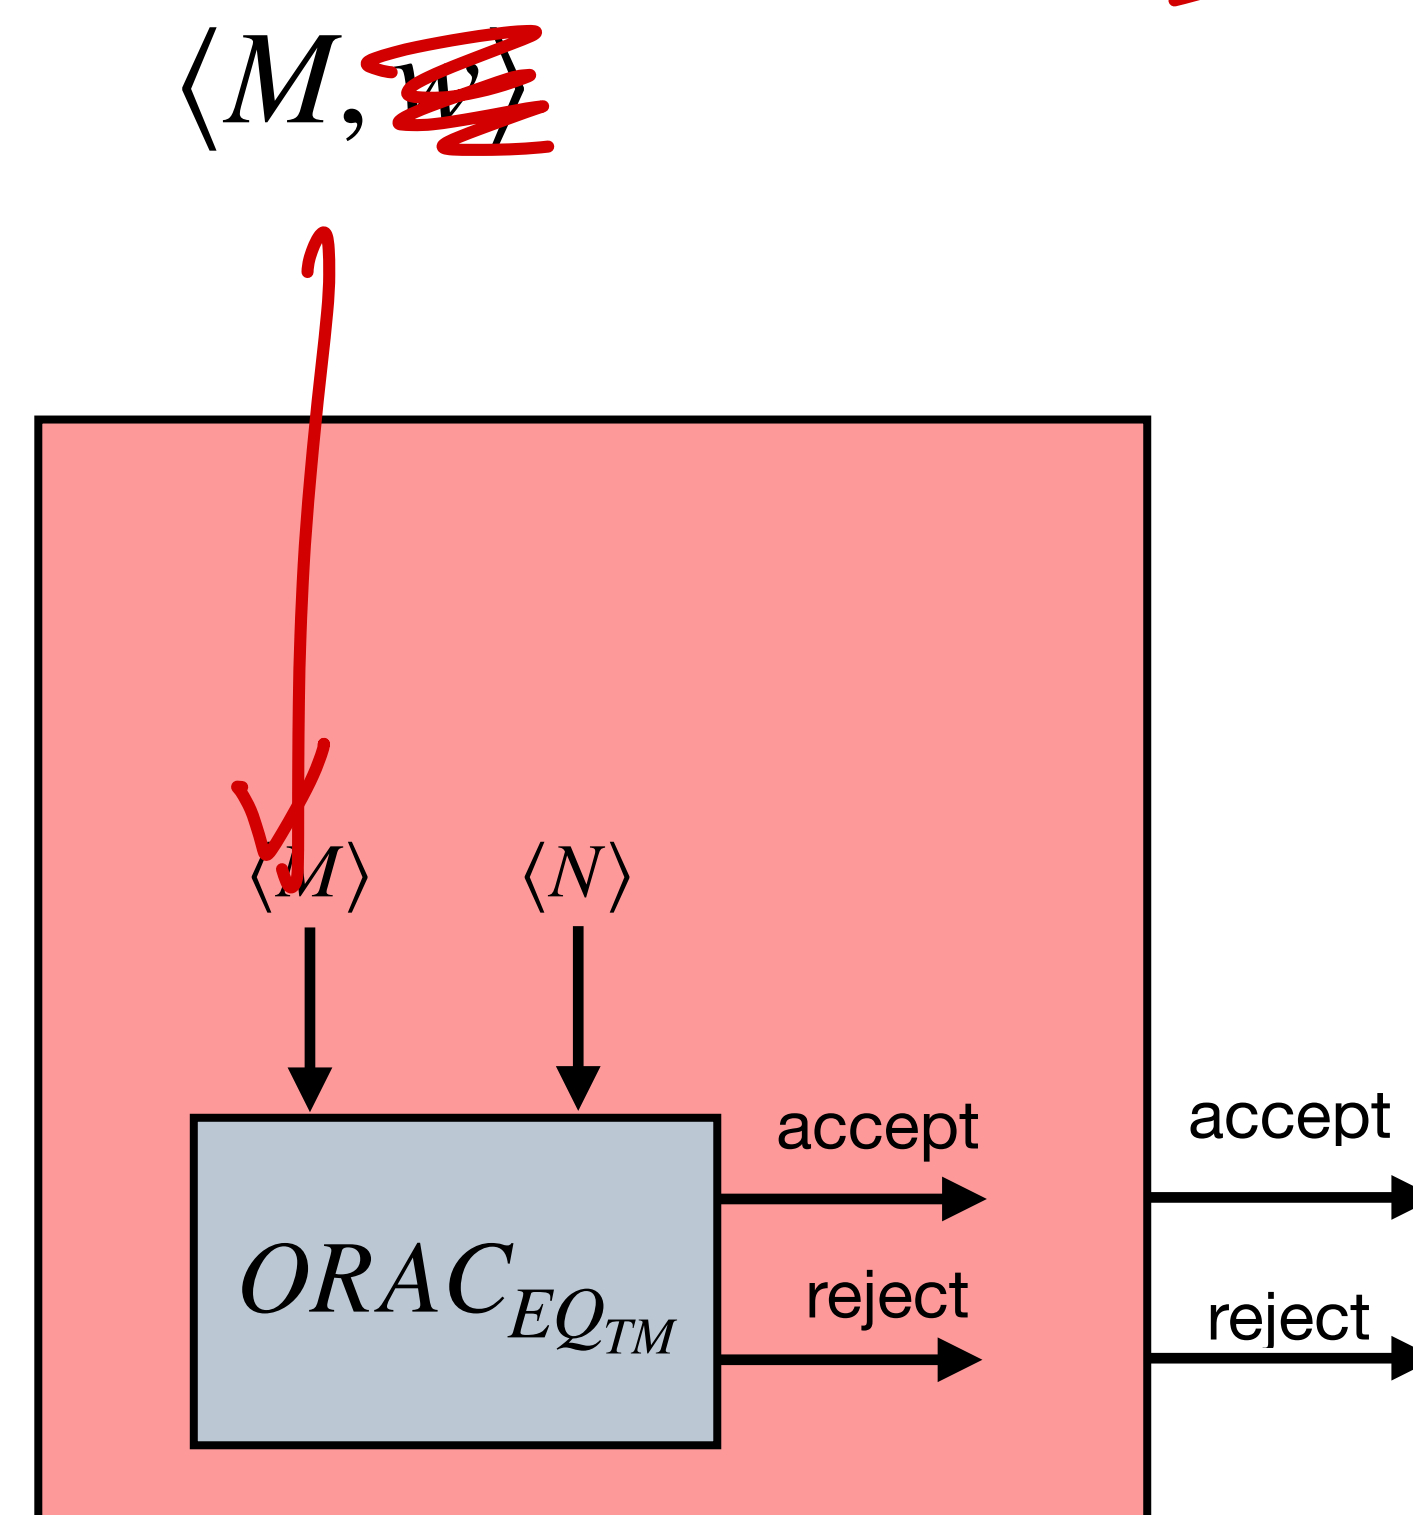 ⟨M, w⟩
⟨M⟩ ⟨N⟩
accept accept
ORAC_{EQ_{TM}}
reject reject